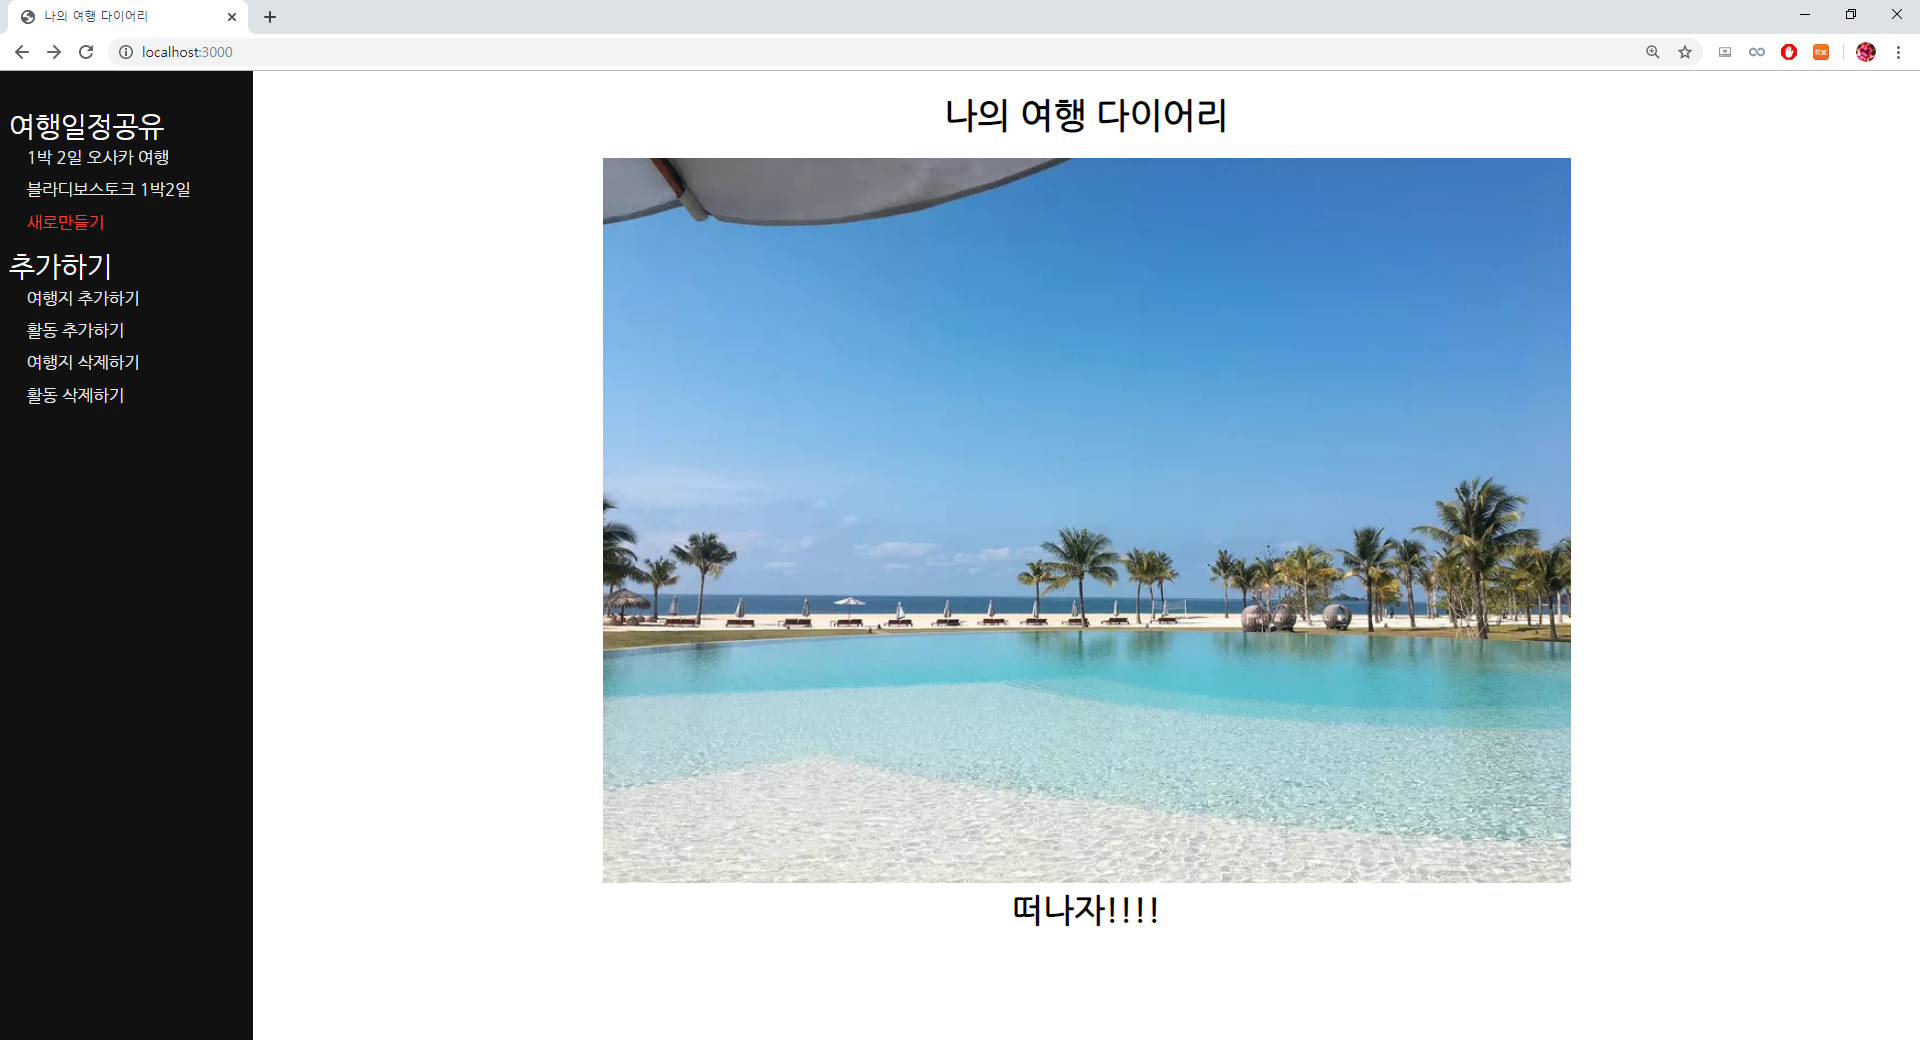 나의 여행 다이어리
localhost:3000
여행일정공유
1박 2일 오사카 여행
블라디보스토크 1박2일
새로만들기
추가하기
여행지 추가하기
활동 추가하기
여행지 삭제하기
활동 삭제하기
나의 여행 다이어리
떠나자!!!!